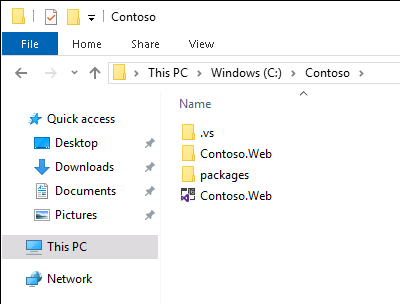 Contoso
File Home Share View
This PC Windows (C:) Contoso
Name
Quick access
Desktop
Downloads
Documents
Pictures
This PC
Network
.vs
Contoso.Web
packages
Contoso.Web